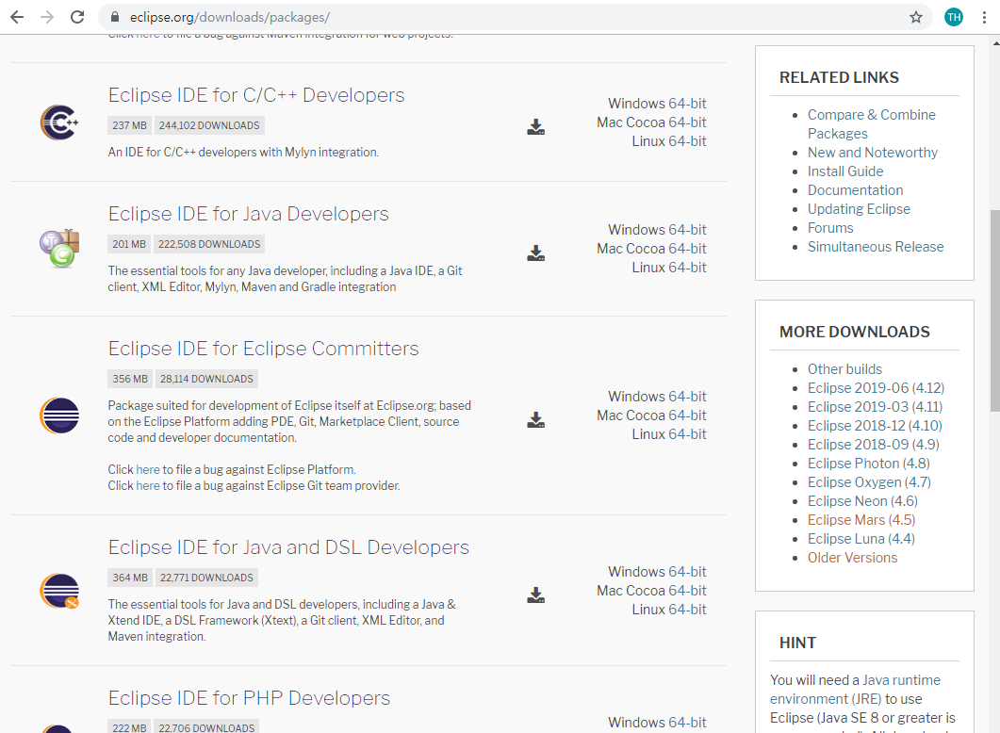 eclipse.org/downloads/packages/
TH
Click here to file a bug against Maven integration for web projects.
Eclipse IDE for C/C++ Developers
237 MB 244,102 DOWNLOADS
An IDE for C/C++ developers with Mylyn integration.
Windows 64-bit
Mac Cocoa 64-bit
Linux 64-bit
Eclipse IDE for Java Developers
201 MB 222,508 DOWNLOADS
The essential tools for any Java developer, including a Java IDE, a Git
client, XML Editor, Mylyn, Maven and Gradle integration
Windows 64-bit
Mac Cocoa 64-bit
Linux 64-bit
Eclipse IDE for Eclipse Committers
356 MB 28,114 DOWNLOADS
Package suited for development of Eclipse itself at Eclipse.org; based
on the Eclipse Platform adding PDE, Git, Marketplace Client, source
code and developer documentation.
Click here to file a bug against Eclipse Platform.
Click here to file a bug against Eclipse Git team provider.
Windows 64-bit
Mac Cocoa 64-bit
Linux 64-bit
Eclipse IDE for Java and DSL Developers
364 MB 22,771 DOWNLOADS
The essential tools for Java and DSL developers, including a Java &
Xtend IDE, a DSL Framework (Xtext), a Git client, XML Editor, and
Maven integration.
Windows 64-bit
Mac Cocoa 64-bit
Linux 64-bit
Eclipse IDE for PHP Developers
222 MB 22,706 DOWNLOADS
Windows 64-bit
RELATED LINKS
Compare & Combine
Packages
New and Noteworthy
Install Guide
Documentation
Updating Eclipse
Forums
Simultaneous Release
MORE DOWNLOADS
Other builds
Eclipse 2019-06 (4.12)
Eclipse 2019-03 (4.11)
Eclipse 2018-12 (4.10)
Eclipse 2018-09 (4.9)
Eclipse Photon (4.8)
Eclipse Oxygen (4.7)
Eclipse Neon (4.6)
Eclipse Mars (4.5)
Eclipse Luna (4.4)
Older Versions
HINT
You will need a Java runtime
environment (JRE) to use
Eclipse (Java SE 8 or greater is